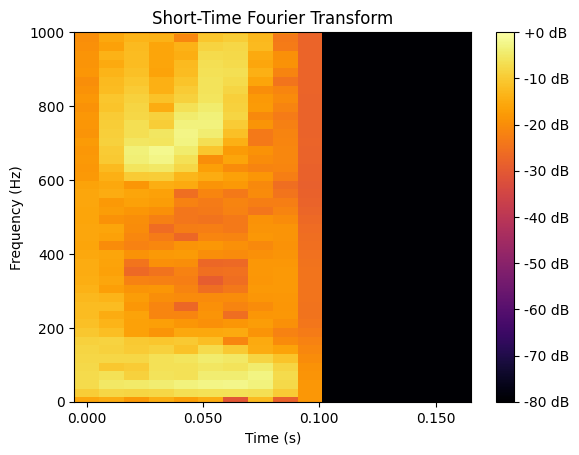 Short-Time Fourier Transform
1000
800
600
400
200
0
Frequency (Hz)
0.000
0.050
0.100
0.150
Time (s)
+0 dB
-10 dB
-20 dB
-30 dB
-40 dB
-50 dB
-60 dB
-70 dB
-80 dB